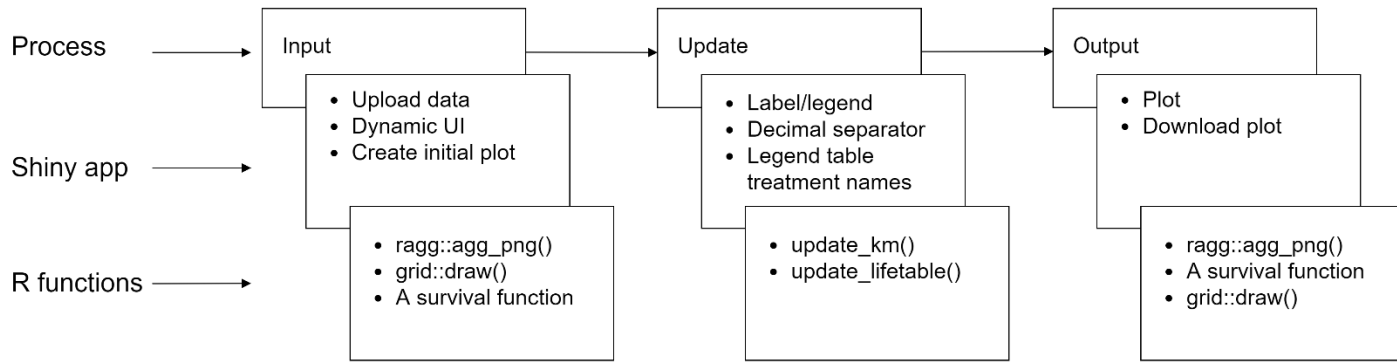 Process
Input
Update
Output
Shiny app
• Upload data
• Dynamic UI
• Create initial plot
• Label/legend
• Decimal separator
• Legend table
treatment names
• Plot
• Download plot
R functions
• ragg::agg_png()
• grid::draw()
• A survival function
• update_km()
• update_lifetable()
• ragg::agg_png()
• A survival function
• grid::draw()